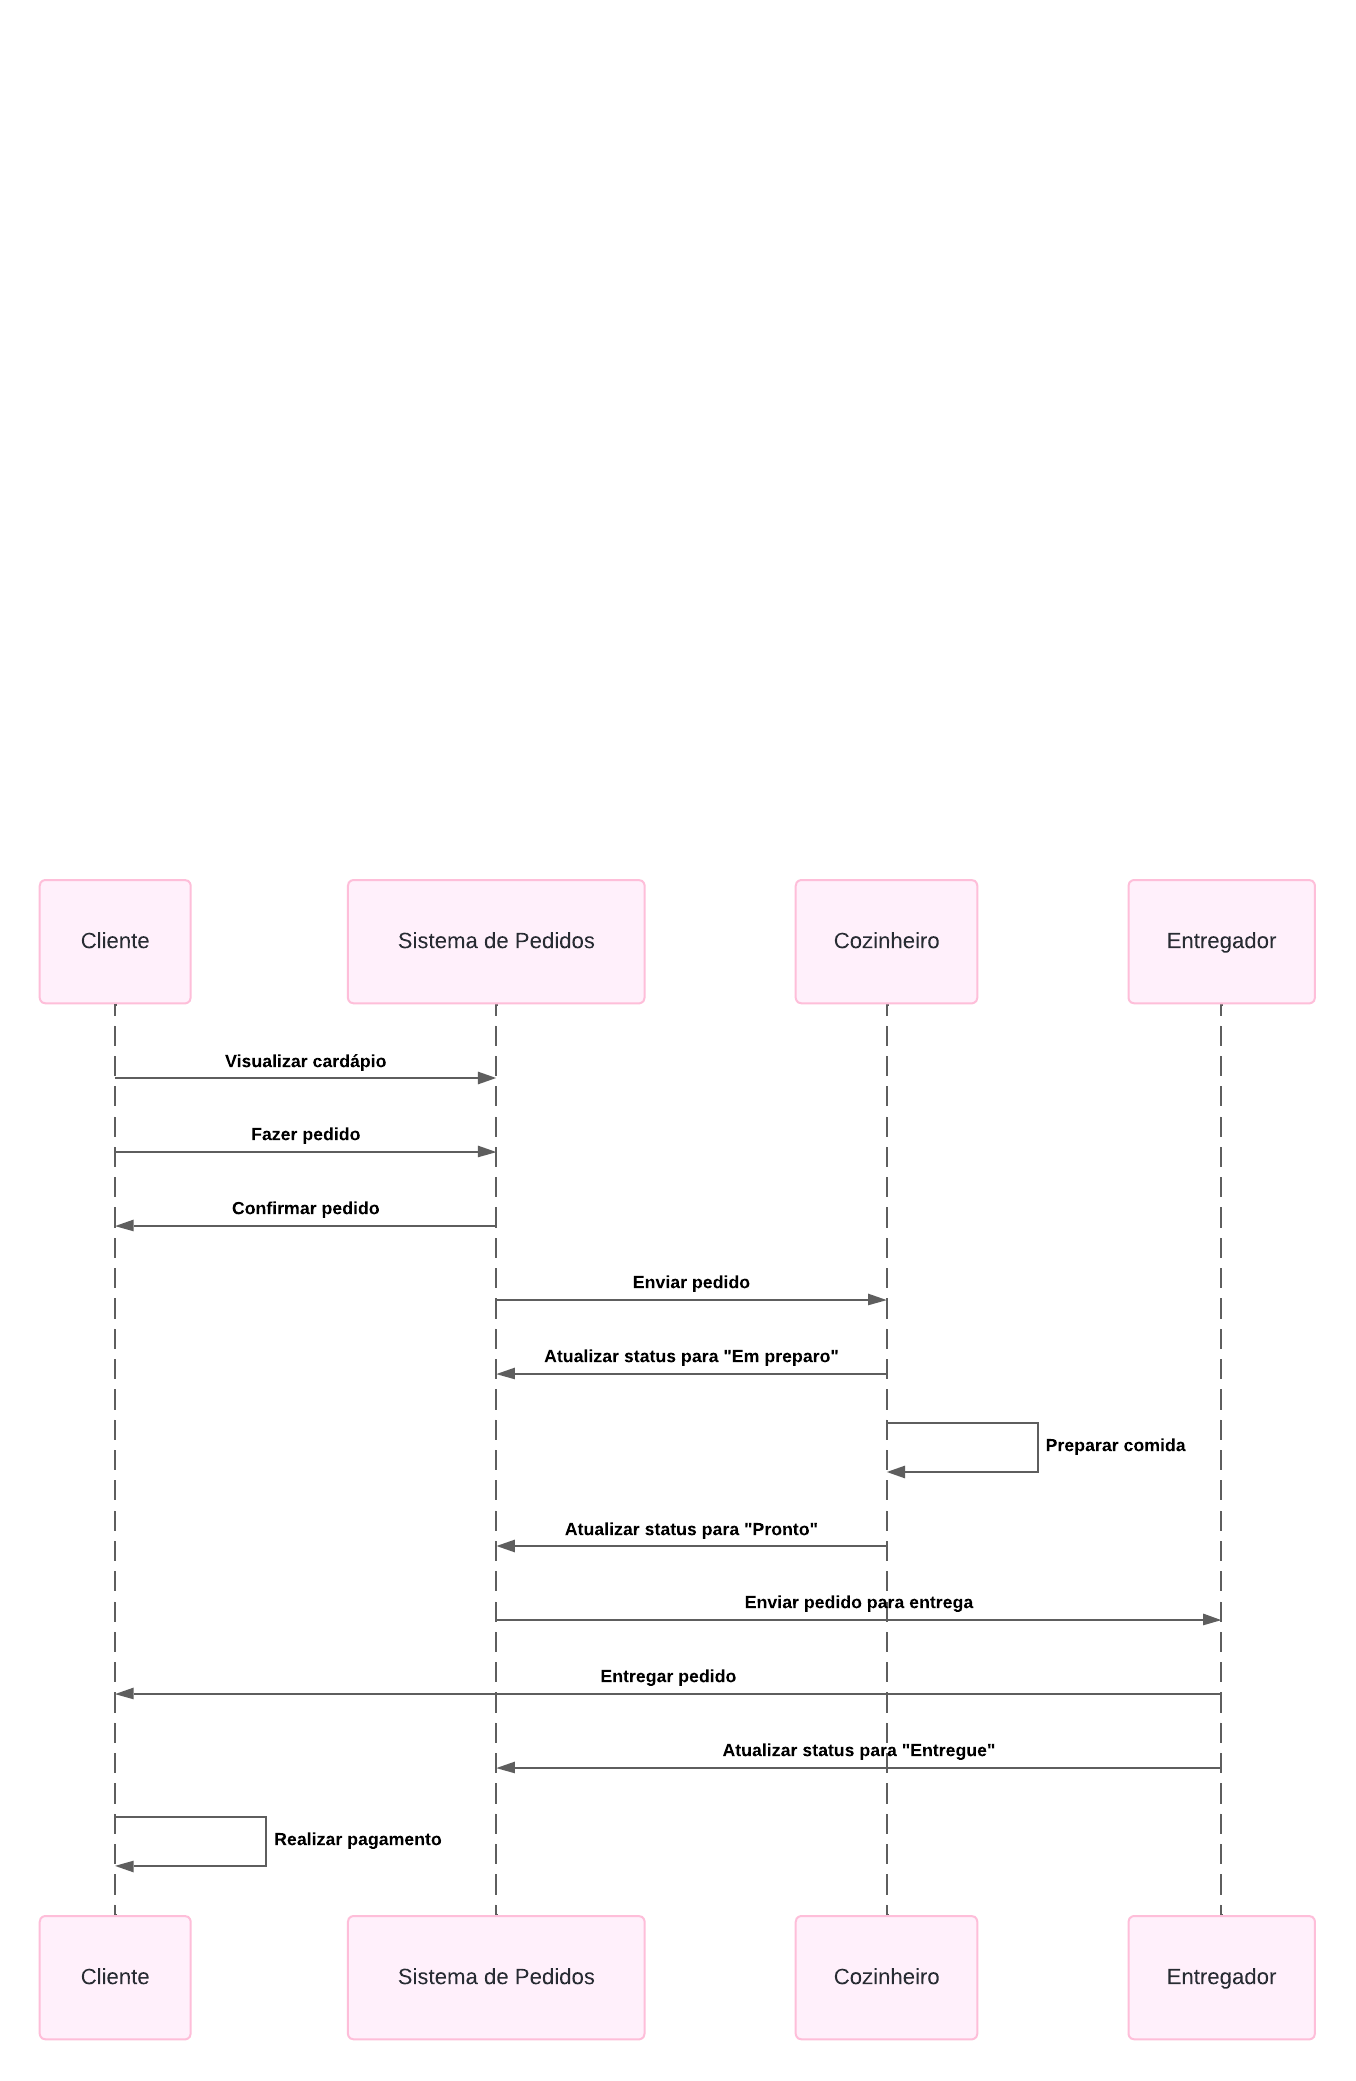 Cliente
Sistema de Pedidos
Cozinheiro
Entregador
Visualizar cardápio
Fazer pedido
Confirmar pedido
Enviar pedido
Atualizar status para "Em preparo"
Preparar comida
Atualizar status para "Pronto"
Enviar pedido para entrega
Entregar pedido
Atualizar status para "Entregue"
Realizar pagamento
Cliente
Sistema de Pedidos
Cozinheiro
Entregador